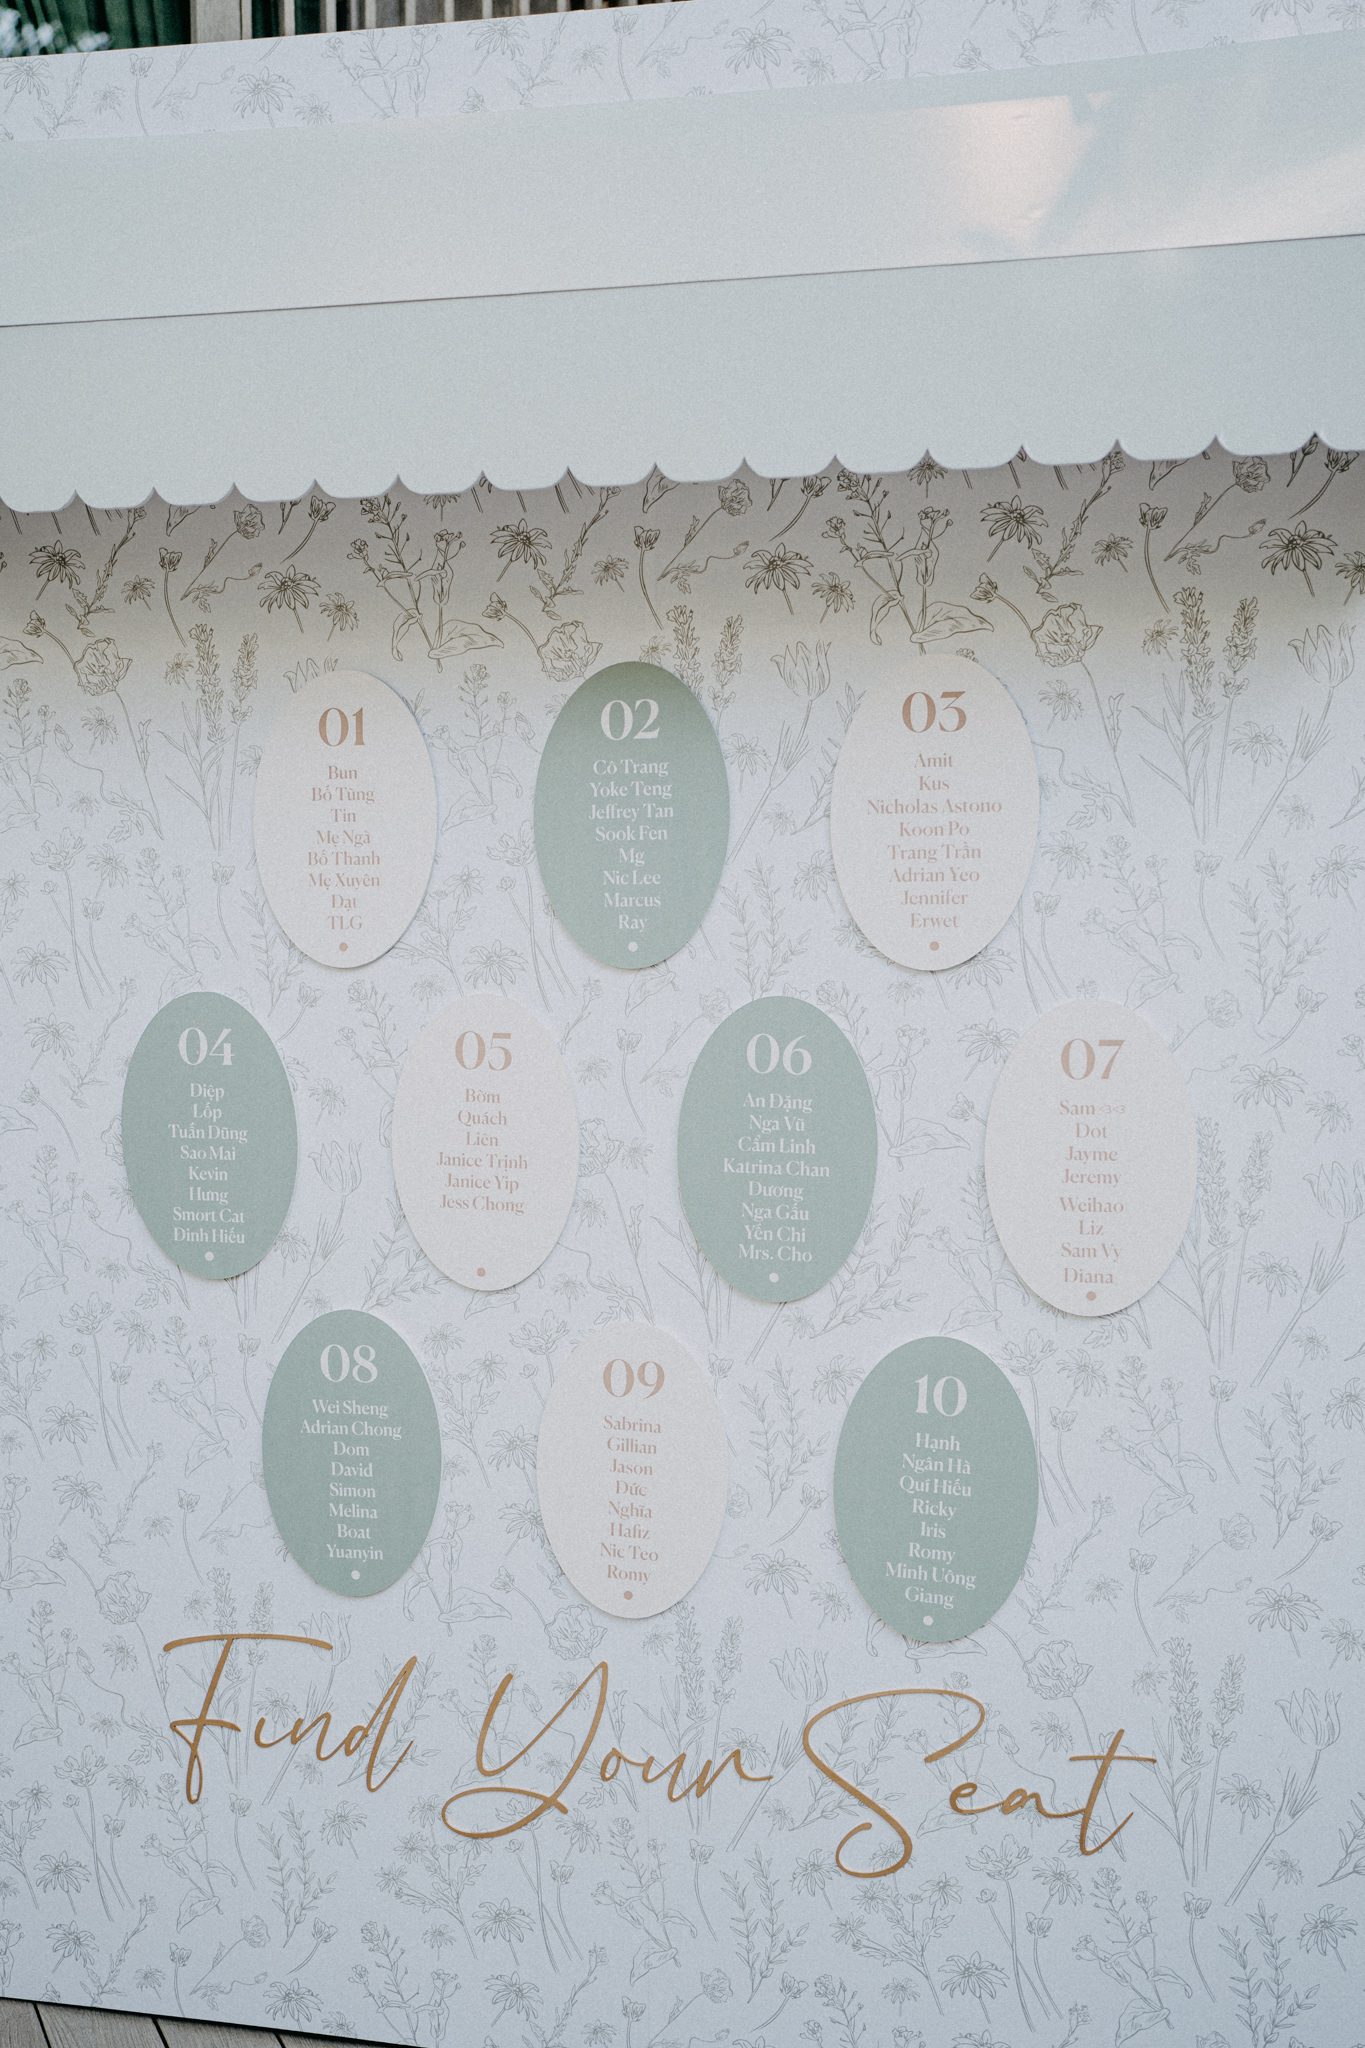 01
Bun
Bố Tùng
Tín
Mẹ Ngà
Bố Thanh
Mẹ Xuyên
Đạt
TLG
02
Cô Trang
Yoke Teng
Jeffrey Tan
Sook Fen
Mg
Nic Lee
Marcus
Ray
03
Amit
Kus
Nicholas Astono
Koon Po
Trang Trần
Adrian Yeo
Jennifer
Erwet
04
Diệp
Lốp
Tuấn Dũng
Sao Mai
Kevin
Hưng
Smort Cat
Đinh Hiếu
05
Bờm
Quách
Liên
Janice Trịnh
Janice Yip
Jess Chong
06
An Đặng
Nga Vũ
Cẩm Linh
Katrina Chan
Dương
Nga Gấu
Yến Chi
Mrs. Cho
07
Sam <3<3
Dot
Jayme
Jeremy
Weihao
Liz
Sam Vy
Diana
08
Wei Sheng
Adrian Chong
Dom
David
Simon
Melina
Boat
Yuanyin
09
Sabrina
Gillian
Jason
Đức
Nghĩa
Hafiz
Nic Teo
Romy
10
Hạnh
Ngân Hà
Quí Hiếu
Ricky
Iris
Romy
Minh Uông
Giang
Find Your Seat